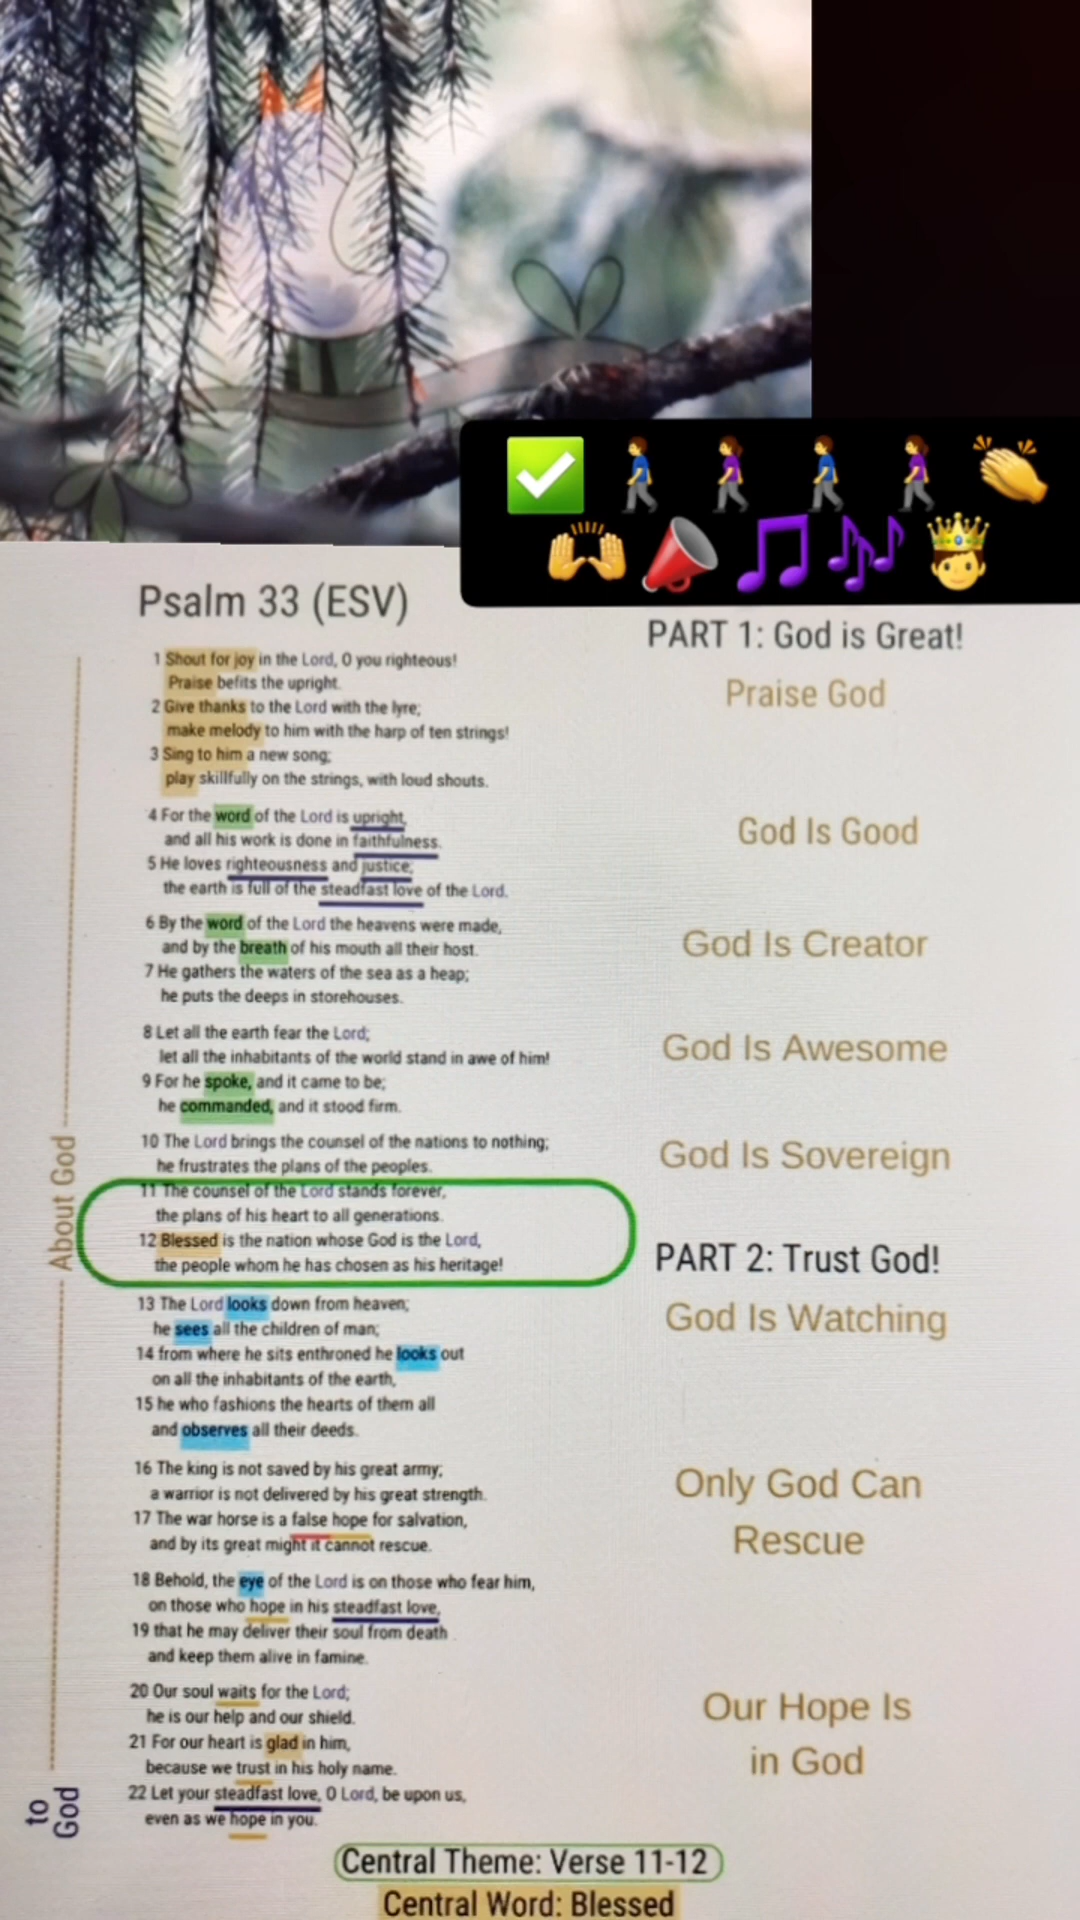 Psalm 33 (ESV)
PART 1: God is Great!
1 Shout for joy in the Lord, O you righteous!
Praise befits the upright.
Praise God
2 Give thanks to the Lord with the lyre;
make melody to him with the harp of ten strings!
3 Sing to him a new song;
play skillfully on the strings, with loud shouts.
4 For the word of the Lord is upright,
and all his work is done in faithfulness.
God Is Good
5 He loves righteousness and justice;
the earth is full of the steadfast love of the Lord.
6 By the word of the Lord the heavens were made,
and by the breath of his mouth all their host.
God Is Creator
7 He gathers the waters of the sea as a heap;
he puts the deeps in storehouses.
8 Let all the earth fear the Lord;
let all the inhabitants of the world stand in awe of him!
God Is Awesome
9 For he spoke, and it came to be;
he commanded, and it stood firm.
10 The Lord brings the counsel of the nations to nothing;
he frustrates the plans of the peoples.
God Is Sovereign
11 The counsel of the Lord stands forever,
the plans of his heart to all generations.
12 Blessed is the nation whose God is the Lord,
the people whom he has chosen as his heritage!
About God
PART 2: Trust God!
13 The Lord looks down from heaven;
he sees all the children of man;
God Is Watching
14 from where he sits enthroned he looks out
on all the inhabitants of the earth,
15 he who fashions the hearts of them all
and observes all their deeds.
16 The king is not saved by his great army;
a warrior is not delivered by his great strength.
17 The war horse is a false hope for salvation,
and by its great might it cannot rescue.
Only God Can
Rescue
18 Behold, the eye of the Lord is on those who fear him,
on those who hope in his steadfast love,
19 that he may deliver their soul from death
and keep them alive in famine.
20 Our soul waits for the Lord;
he is our help and our shield.
21 For our heart is glad in him,
because we trust in his holy name.
Our Hope Is
in God
22 Let your steadfast love, O Lord, be upon us,
even as we hope in you.
to
God
Central Theme: Verse 11-12
Central Word: Blessed